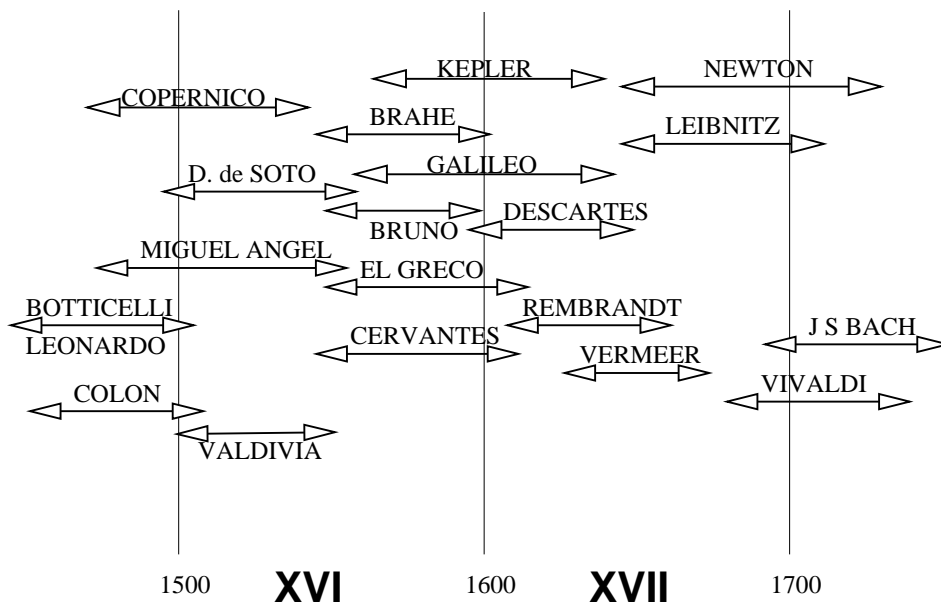 KEPLER
NEWTON
COPERNICO
BRAHE
LEIBNITZ
D. de SOTO
GALILEO
BRUNO
DESCARTES
MIGUEL ANGEL
EL GRECO
BOTTICELLI
REMBRANDT
LEONARDO
CERVANTES
J S BACH
VERMEER
COLON
VIVALDI
VALDIVIA
1500 XVI 1600 XVII 1700